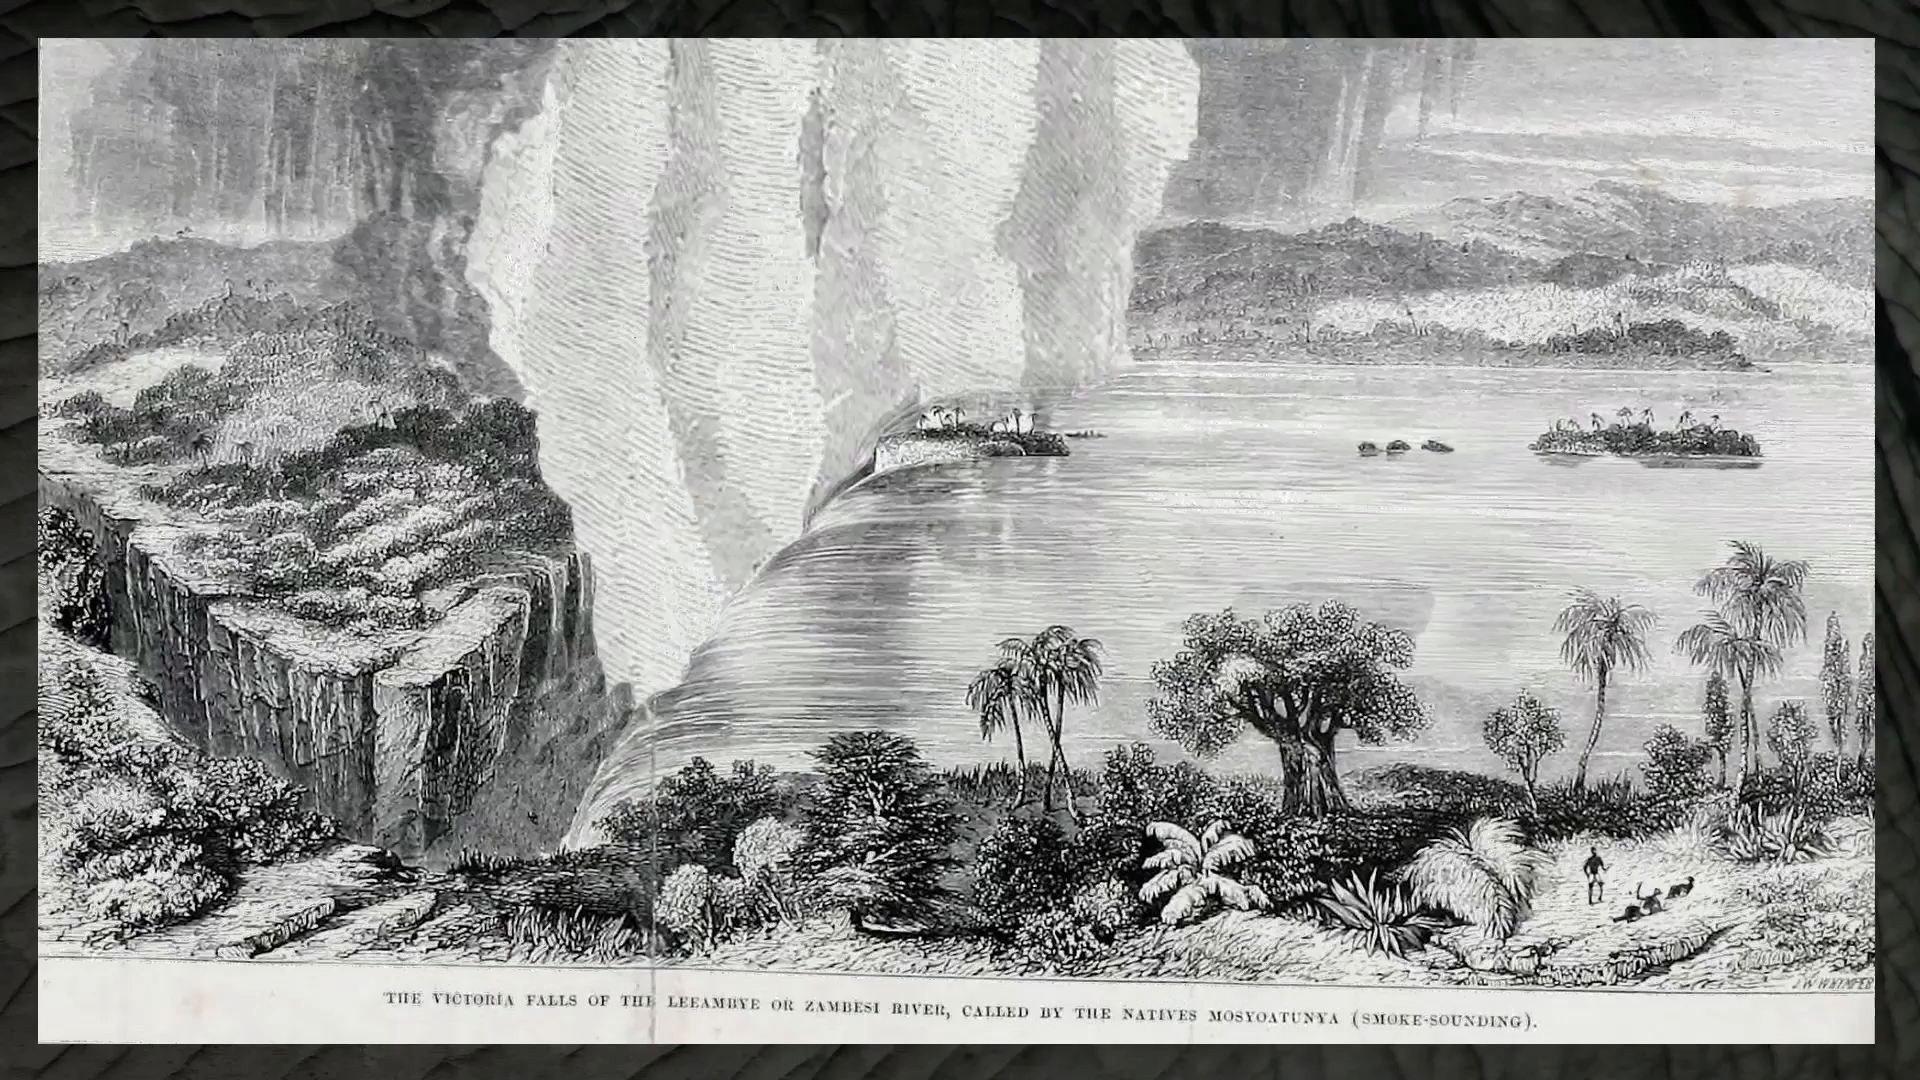 J. W. WHYMPER
THE VICTORIA FALLS OF THE LEEAMBYE OR ZAMBESI RIVER, CALLED BY THE NATIVES MOSYOATUNYA (SMOKE-SOUNDING).